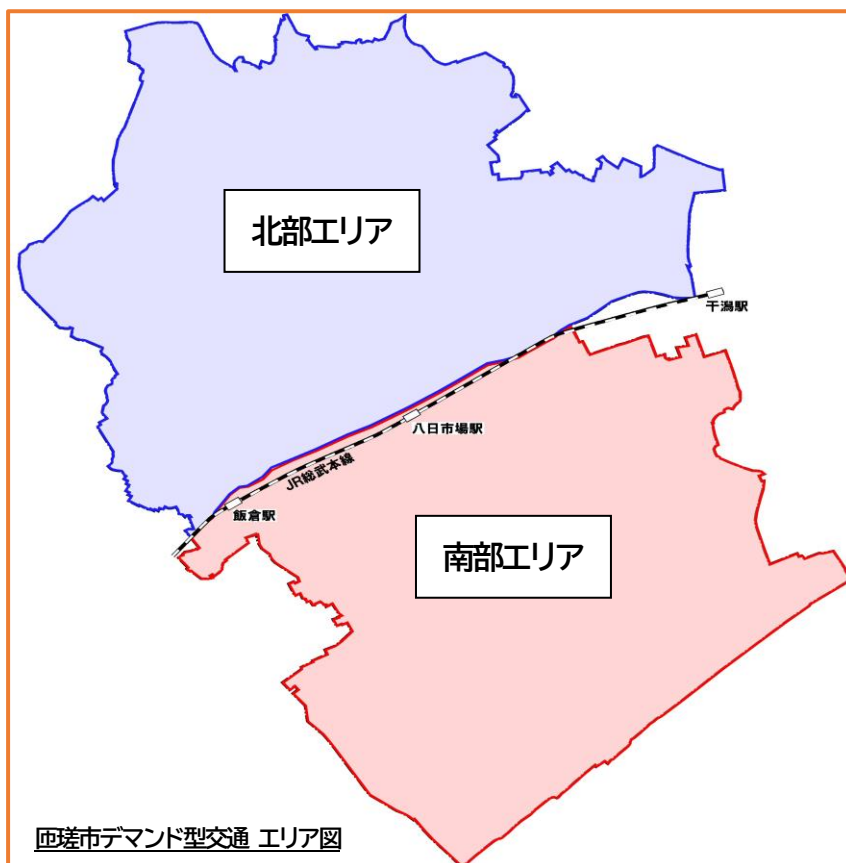 北部エリア
干潟駅
八日市場駅
JR総武本線
飯倉駅
南部エリア
匝瑳市デマンド型交通 エリア図